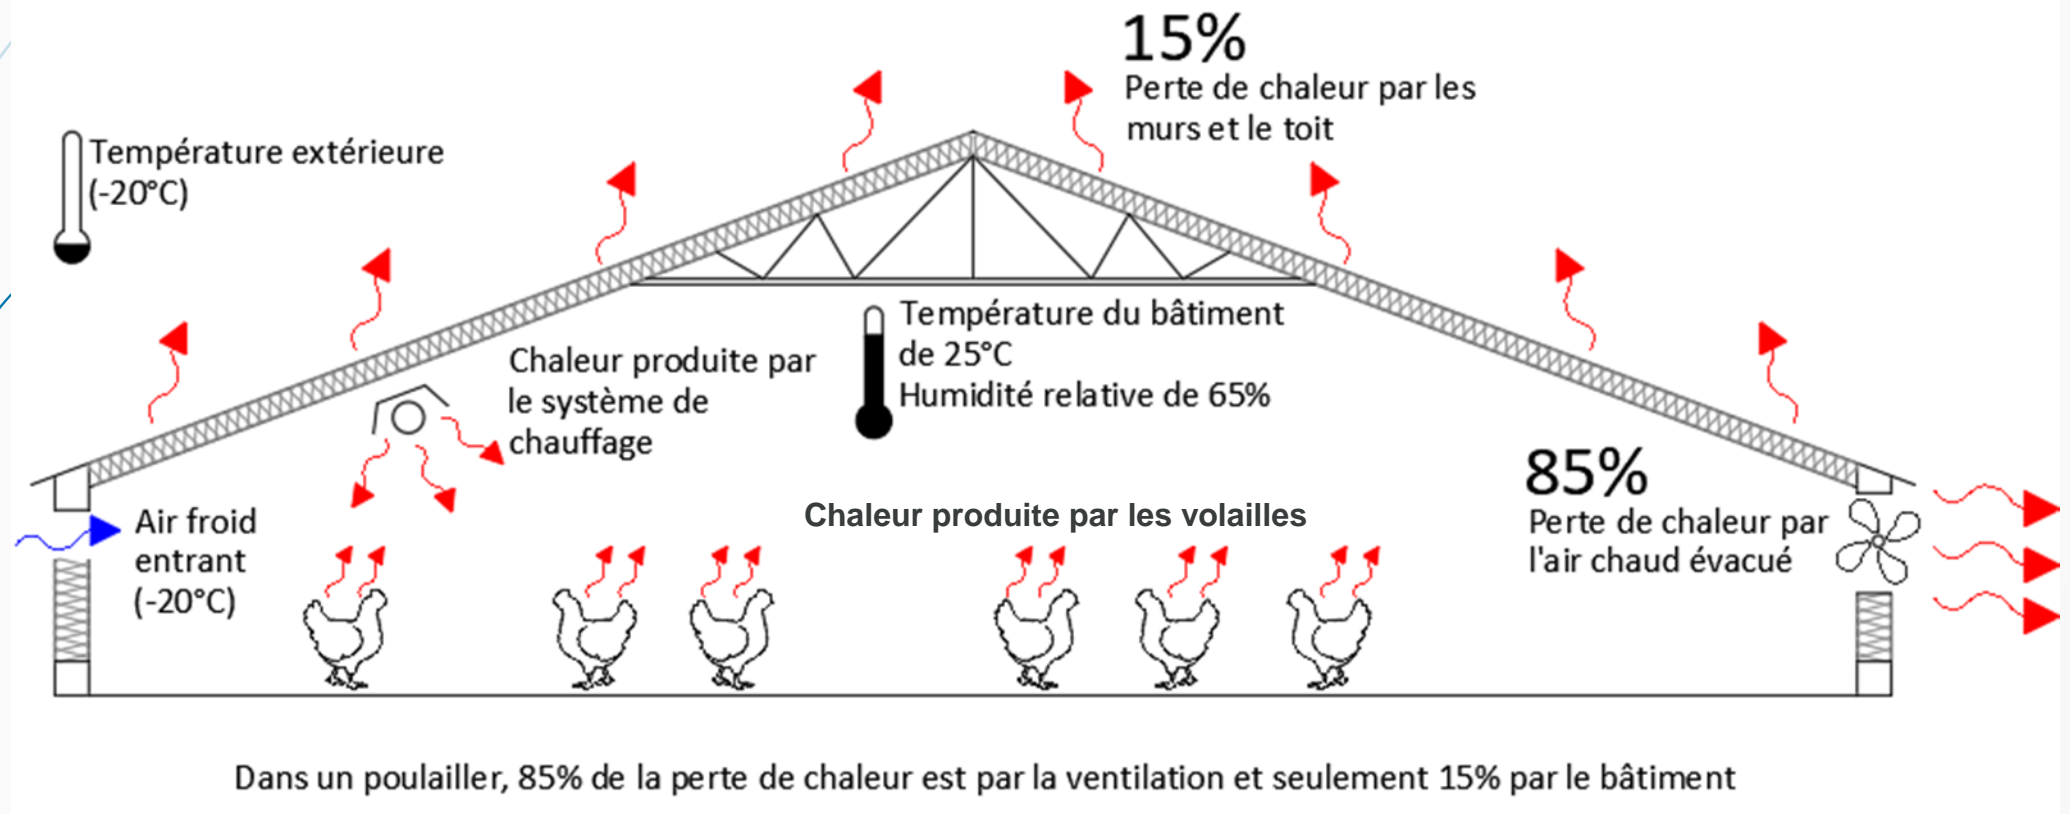 15%
Perte de chaleur par les
murs et le toit
Température extérieure
(-20°C)
Température du bâtiment
de 25°C
Humidité relative de 65%
Chaleur produite par
le système de
chauffage
85%
Perte de chaleur par
l'air chaud évacué
Air froid
entrant
(-20°C)
Chaleur produite par les volailles
Dans un poulailler, 85% de la perte de chaleur est par la ventilation et seulement 15% par le bâtiment